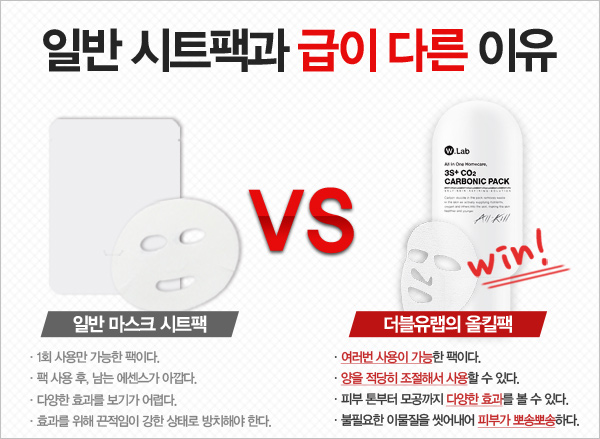 일반 시트팩과 급이 다른 이유
W.Lab
All In One Homecare,
3S+ CO2
CARBONIC PACK
All-Kill
VS
win!
일반 마스크 시트팩
· 1회 사용만 가능한 팩이다.
· 팩 사용 후, 남는 에센스가 아깝다.
· 다양한 효과를 보기가 어렵다.
· 효과를 위해 끈적임이 강한 상태로 방치해야 한다.
더블유랩의 올킬팩
· 여러번 사용이 가능한 팩이다.
· 양을 적당히 조절해서 사용할 수 있다.
· 피부 톤부터 모공까지 다양한 효과를 볼 수 있다.
· 불필요한 이물질을 씻어내어 피부가 뽀송뽀송하다.